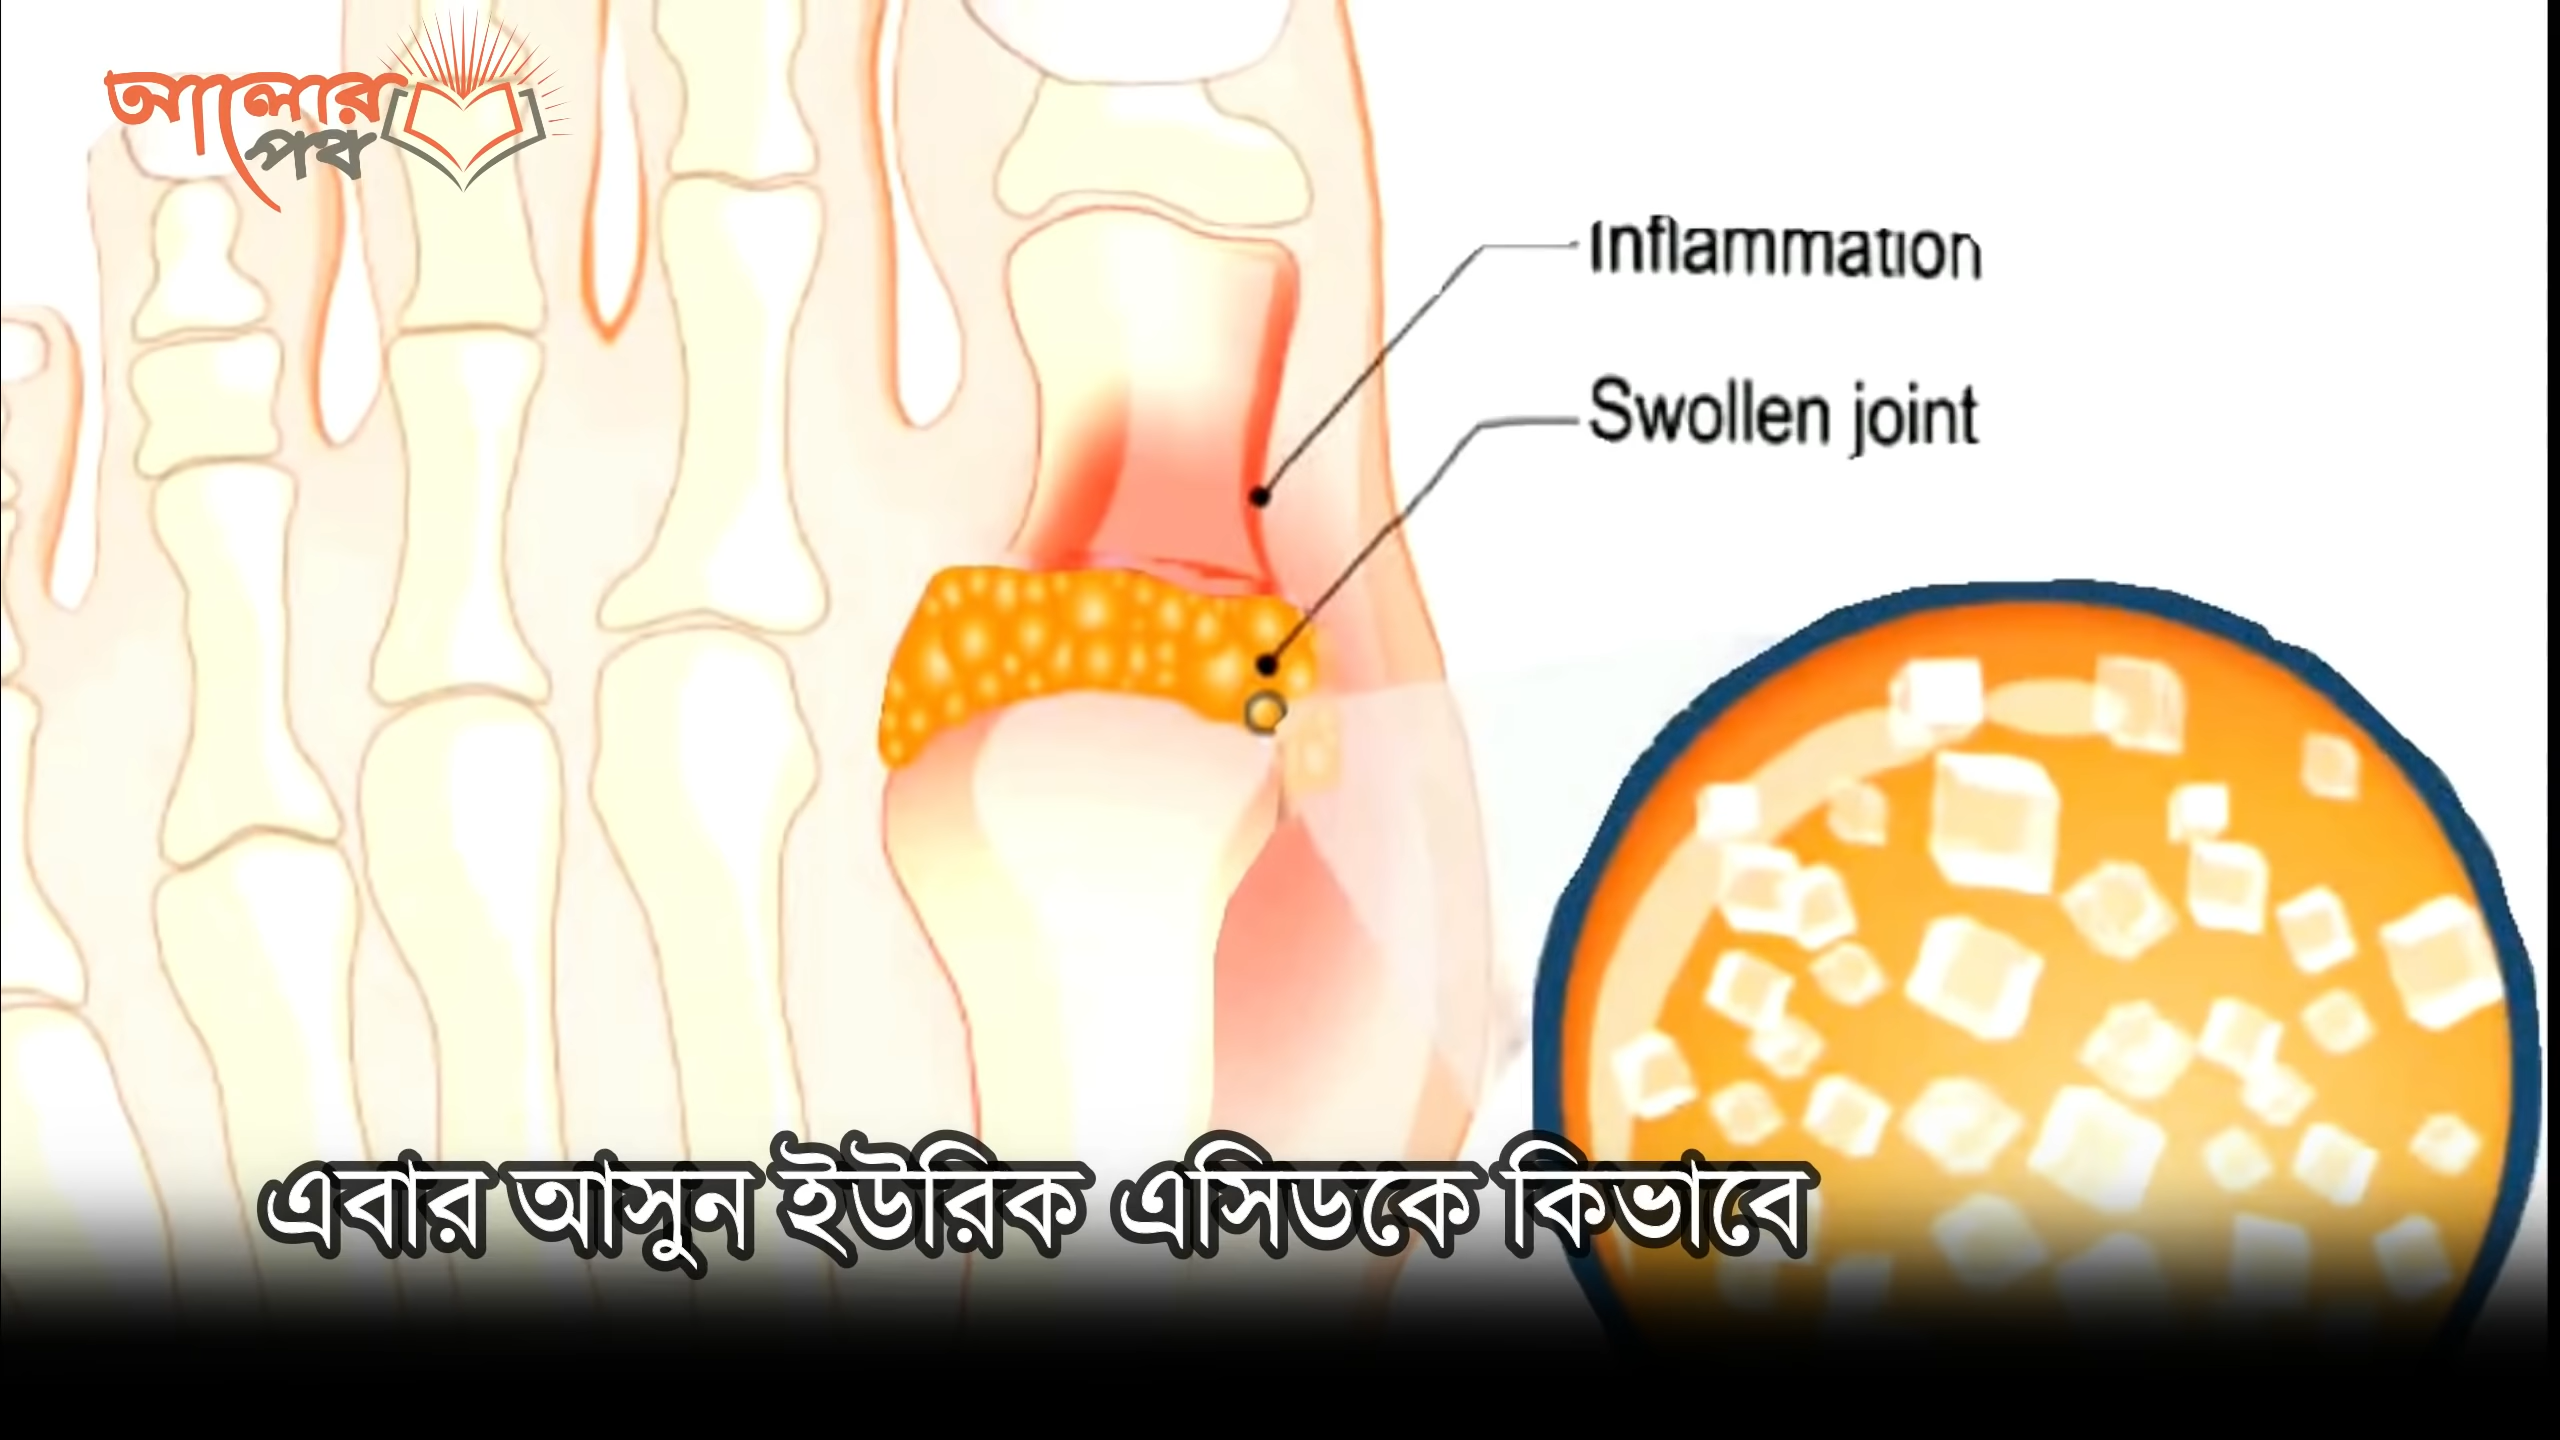 আলোর
পথ
Inflammation
Swollen joint
এবার আসুন ইউরিক এসিডকে কিভাবে